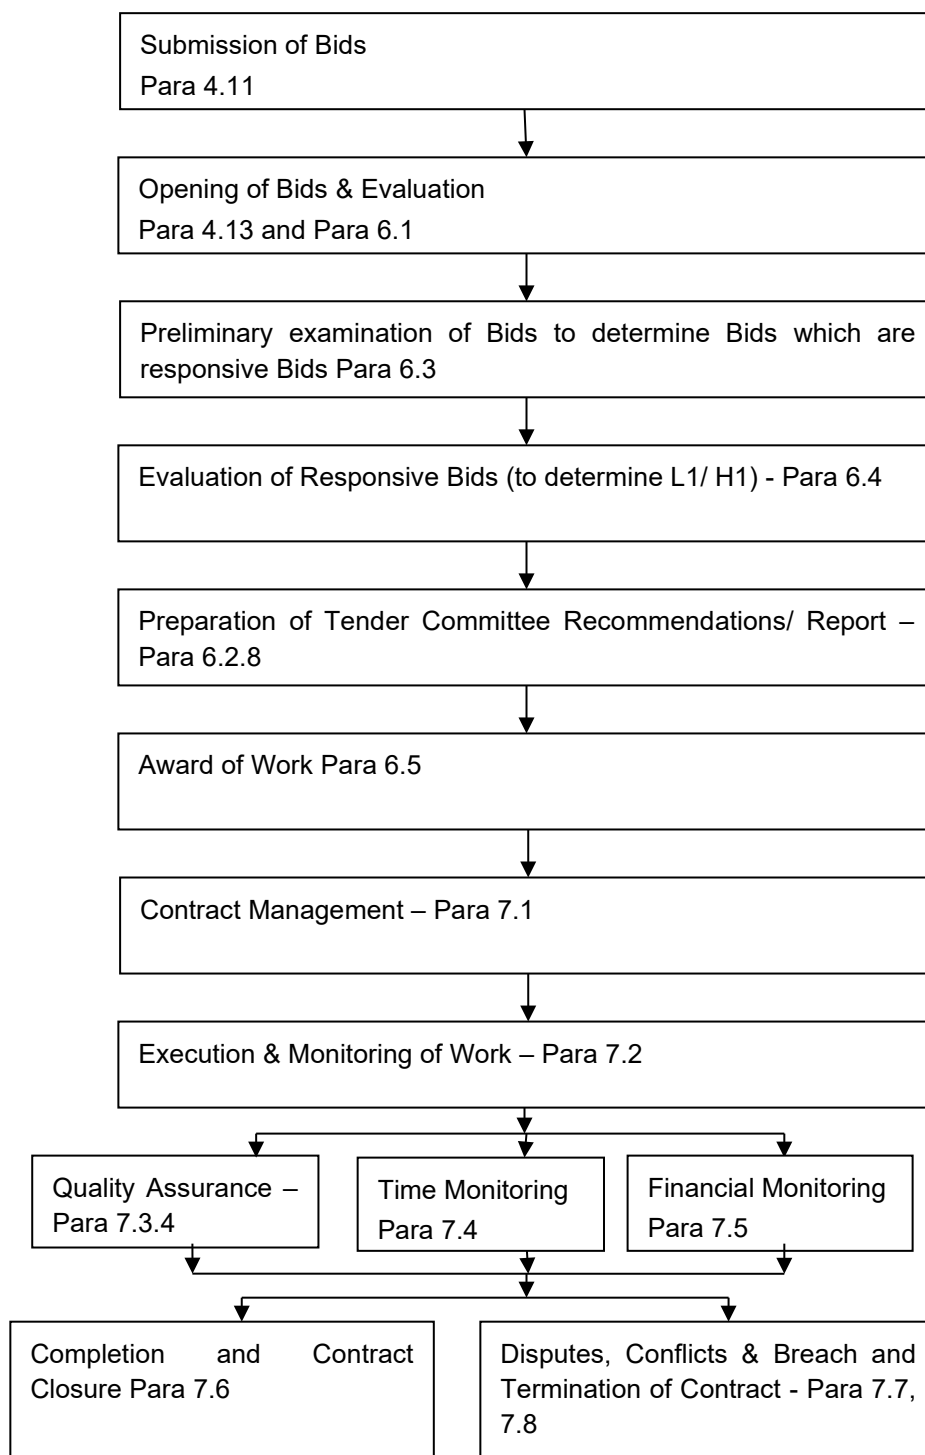 Submission of Bids
Para 4.11
Opening of Bids & Evaluation
Para 4.13 and Para 6.1
Preliminary examination of Bids to determine Bids which are
responsive Bids Para 6.3
Evaluation of Responsive Bids (to determine L1/ H1) - Para 6.4
Preparation of Tender Committee Recommendations/ Report –
Para 6.2.8
Award of Work Para 6.5
Contract Management – Para 7.1
Execution & Monitoring of Work – Para 7.2
Quality Assurance –
Para 7.3.4
Time Monitoring
Para 7.4
Financial Monitoring
Para 7.5
Completion and Contract
Closure Para 7.6
Disputes, Conflicts & Breach and
Termination of Contract - Para 7.7,
7.8